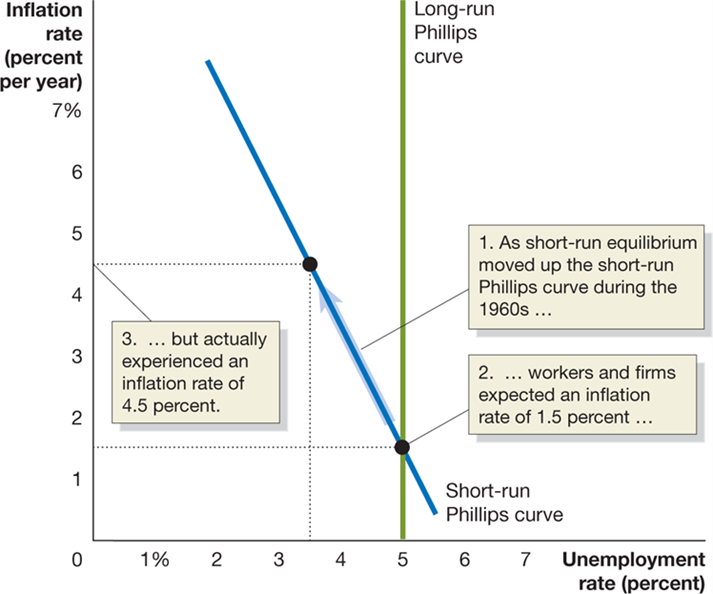 Inflation
rate
(percent
per year)
Long-run
Phillips
curve
7%
6
5
4
3
2
1
1. As short-run equilibrium
moved up the short-run
Phillips curve during the
1960s …
3. … but actually
experienced an
inflation rate of
4.5 percent.
2. … workers and firms
expected an inflation
rate of 1.5 percent …
Short-run
Phillips curve
0 1% 2 3 4 5 6 7
Unemployment
rate (percent)